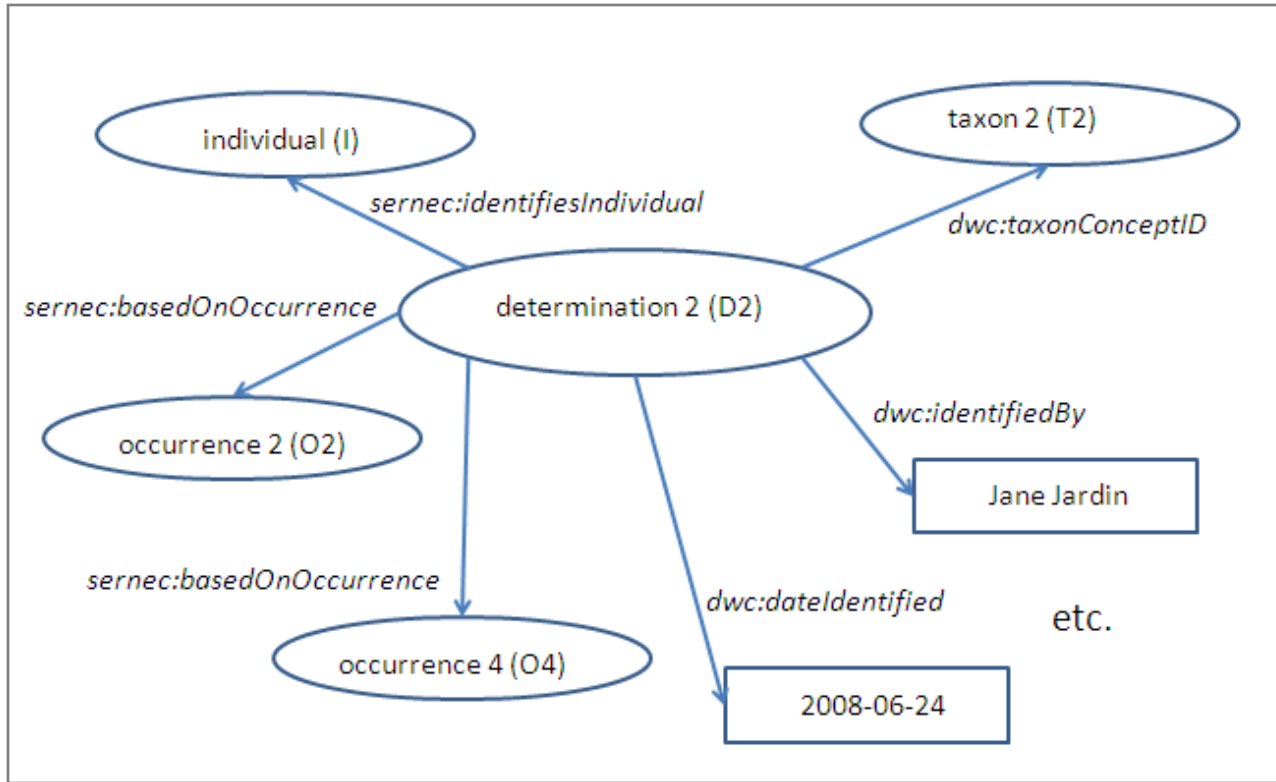 individual (I)
taxon 2 (T2)
sernec:identifiesIndividual
dwc:taxonConceptID
sernec:basedOnOccurrence
determination 2 (D2)
dwc:identifiedBy
occurrence 2 (O2)
Jane Jardin
sernec:basedOnOccurrence
dwc:dateIdentified
etc.
occurrence 4 (O4)
2008-06-24